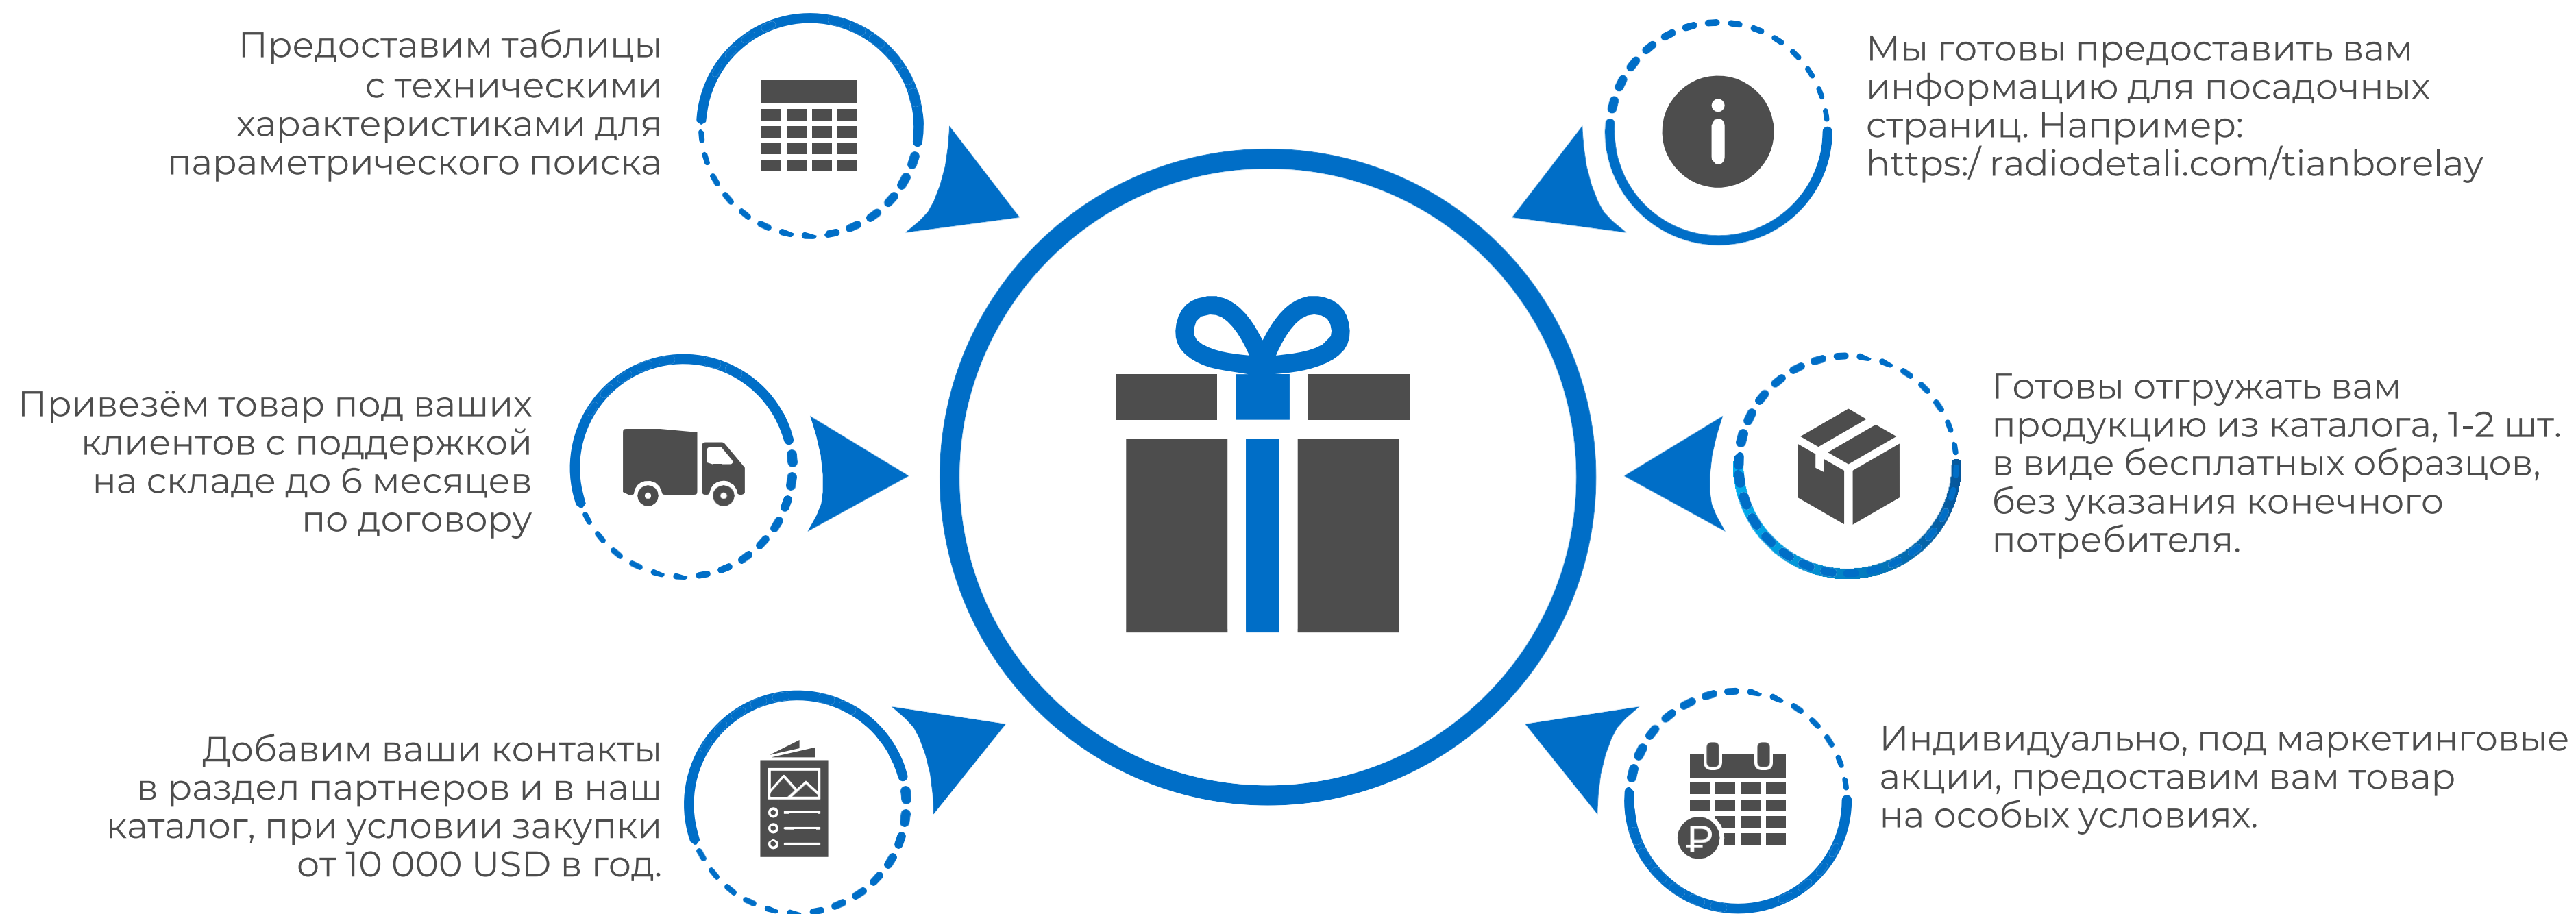 Предоставим таблицы
с техническими
характеристиками для
параметрического поиска
Мы готовы предоставить вам
информацию для посадочных
страниц. Например:
https:/ radiodetali.com/tianborelay
Привезём товар под ваших
клиентов с поддержкой
на складе до 6 месяцев
по договору
Готовы отгружать вам
продукцию из каталога, 1-2 шт.
в виде бесплатных образцов,
без указания конечного
потребителя.
Добавим ваши контакты
в раздел партнеров и в наш
каталог, при условии закупки
от 10 000 USD в год.
Индивидуально, под маркетинговые
акции, предоставим вам товар
на особых условиях.
₽